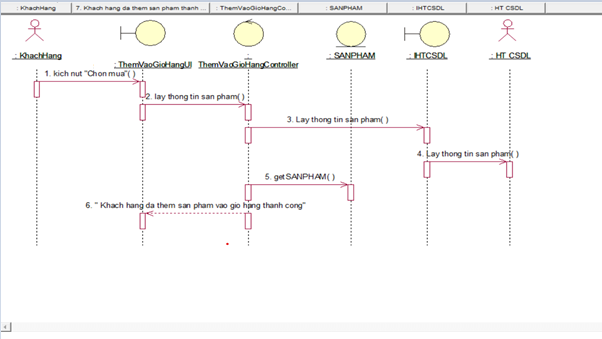 : KhachHang
7. Khach hang da them san pham thanh ...
: ThemVaoGioHangCo...
: SANPHAM
: IHTCSDL
: HT CSDL
: KhachHang
: ThemVaoGioHangUI
:
ThemVaoGioHangController
: SANPHAM
: IHTCSDL
: HT CSDL
1. kich nut "Chon mua"( )
2. lay thong tin san pham( )
3. Lay thong tin san pham( )
4. Lay thong tin san pham( )
5. getSANPHAM( )
6. " Khach hang da them san pham vao gio hang thanh cong"